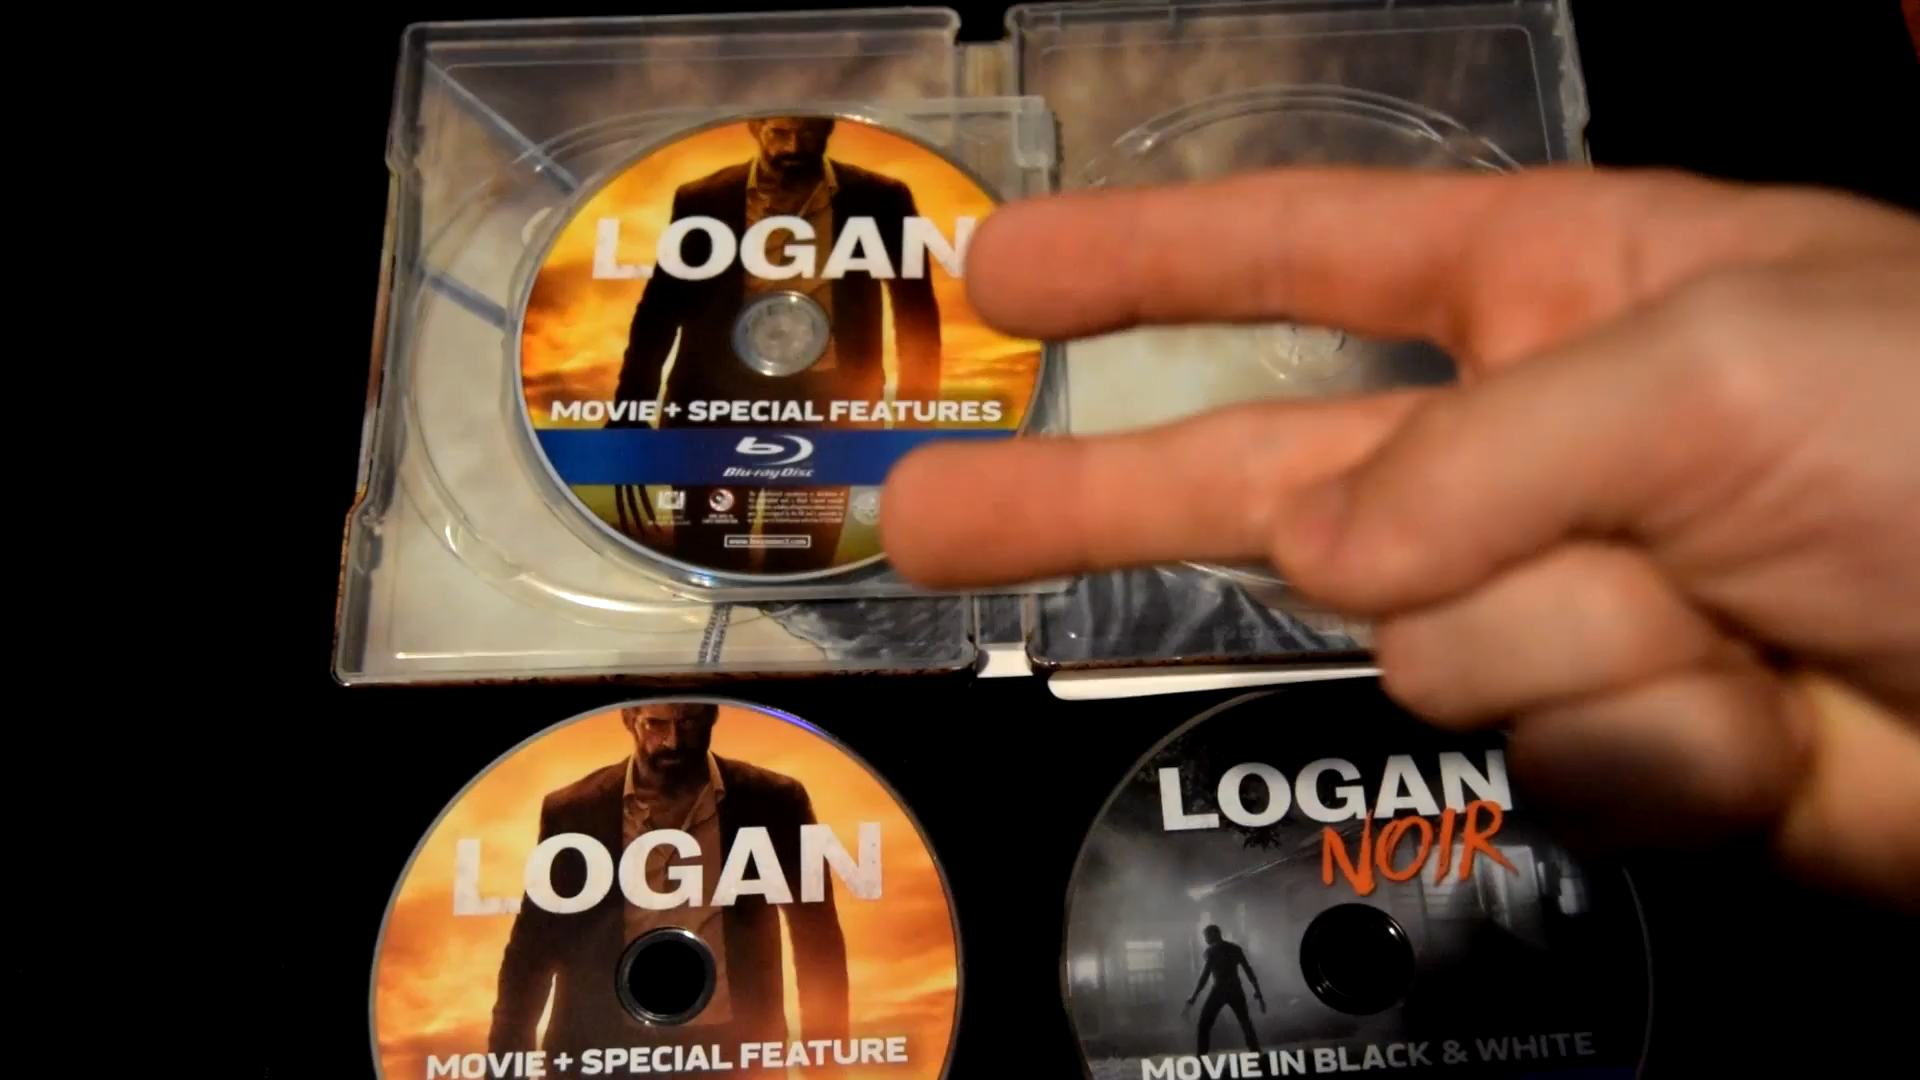 LOGAN
MOVIE + SPECIAL FEATURES
Blu-ray Disc
LOGAN
MOVIE + SPECIAL FEATURE
LOGAN
NOIR
MOVIE IN BLACK & WHITE